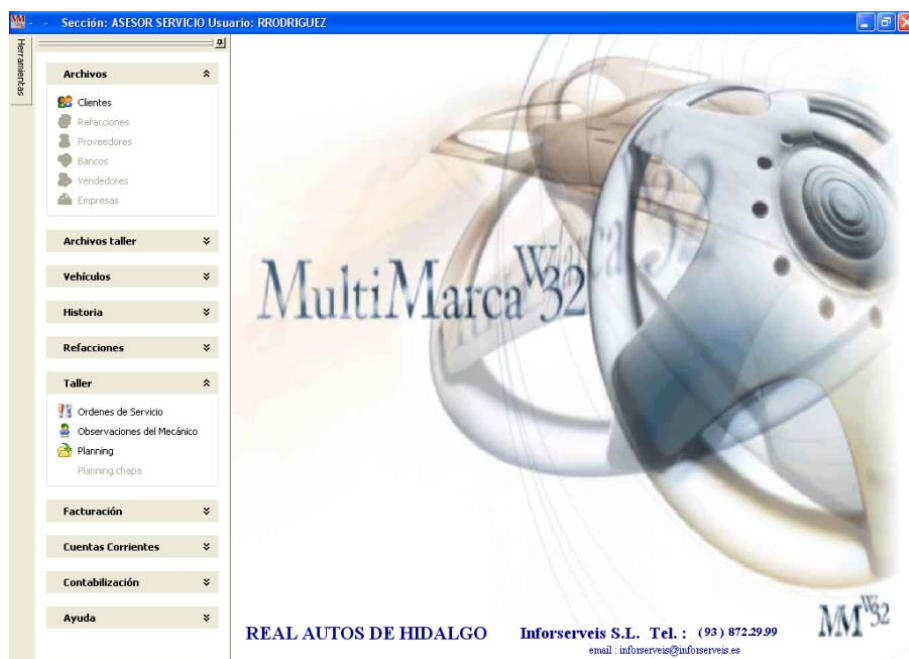 - - Sección: ASESOR SERVICIO Usuario: RRODRIGUEZ
Herramientas
Archivos
Clientes
Refacciones
Proveedores
Bancos
Vendedores
Empresas
Archivos taller
Vehículos
Historia
Refacciones
Taller
Ordenes de Servicio
Observaciones del Mecánico
Planning
Planning chapa
Facturación
Cuentas Corrientes
Contabilización
Ayuda
MultiMarca W32
REAL AUTOS DE HIDALGO
Inforserveis S.L. Tel. : (93) 872.29.99
email : inforserveis@inforserveis.es
MM W32